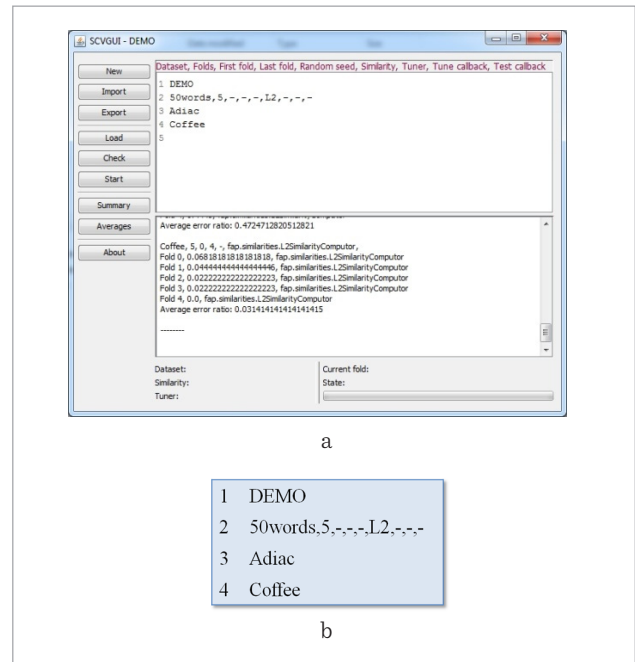 SCVGUI - DEMO
New
Import
Export
Load
Check
Start
Summary
Averages
About
Dataset, Folds, First fold, Last fold, Random seed, Similarity, Tuner, Tune calback, Test calback
1 DEMO
2 50words,5,-,-,-,L2,-,-,-
3 Adiac
4 Coffee
5
Average error ratio: 0.4724712820512821
Coffee, 5, 0, 4, -, fap.similarities.L2SimilarityComputor,
Fold 0, 0.06818181818181818, fap.similarities.L2SimilarityComputor
Fold 1, 0.044444444444444446, fap.similarities.L2SimilarityComputor
Fold 2, 0.022222222222222223, fap.similarities.L2SimilarityComputor
Fold 3, 0.022222222222222223, fap.similarities.L2SimilarityComputor
Fold 4, 0.0, fap.similarities.L2SimilarityComputor
Average error ratio: 0.031414141414141415
--------
Dataset:
Similarity:
Tuner:
Current fold:
State:
a
1 DEMO
2 50words,5,-,-,-,L2,-,-,-
3 Adiac
4 Coffee
b